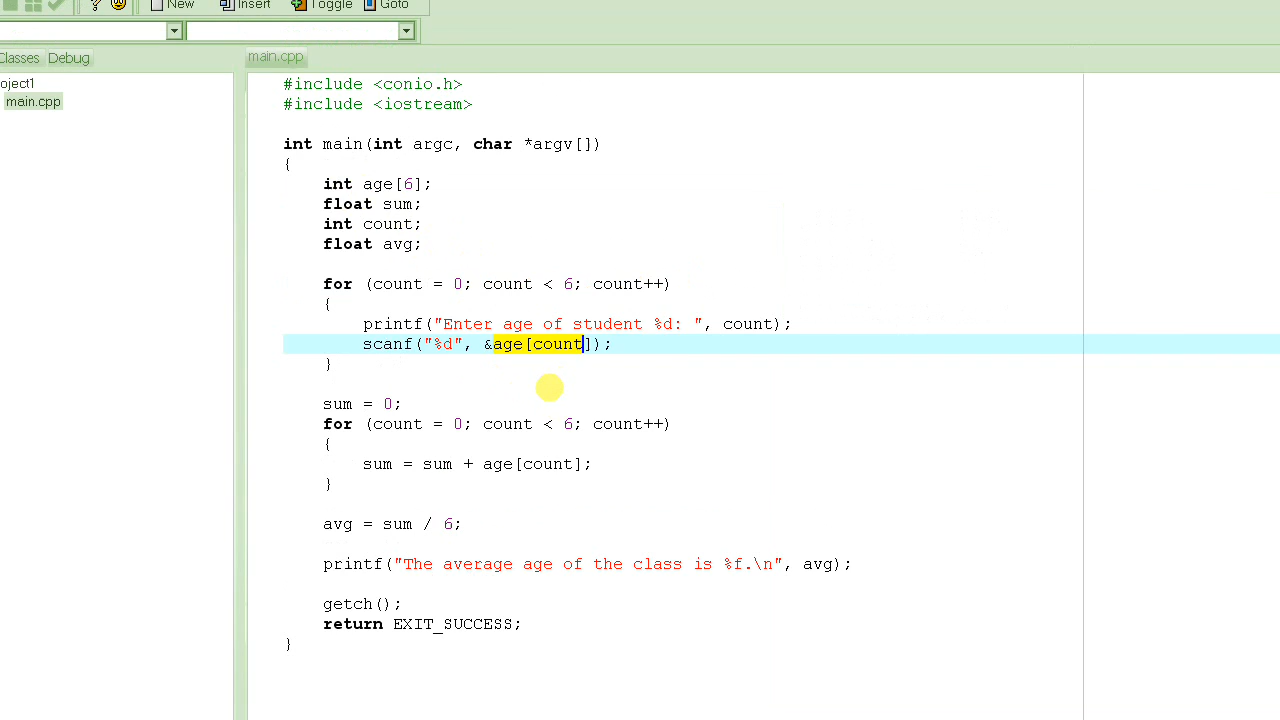 ? New Insert Toggle Goto
Classes Debug main.cpp
oject1
main.cpp
#include <conio.h>
#include <iostream>
int main(int argc, char *argv[])
{
int age[6];
float sum;
int count;
float avg;
for (count = 0; count < 6; count++)
{
printf("Enter age of student %d: ", count);
scanf("%d", &age[count]);
}
sum = 0;
for (count = 0; count < 6; count++)
{
sum = sum + age[count];
}
avg = sum / 6;
printf("The average age of the class is %f.\n", avg);
getch();
return EXIT_SUCCESS;
}